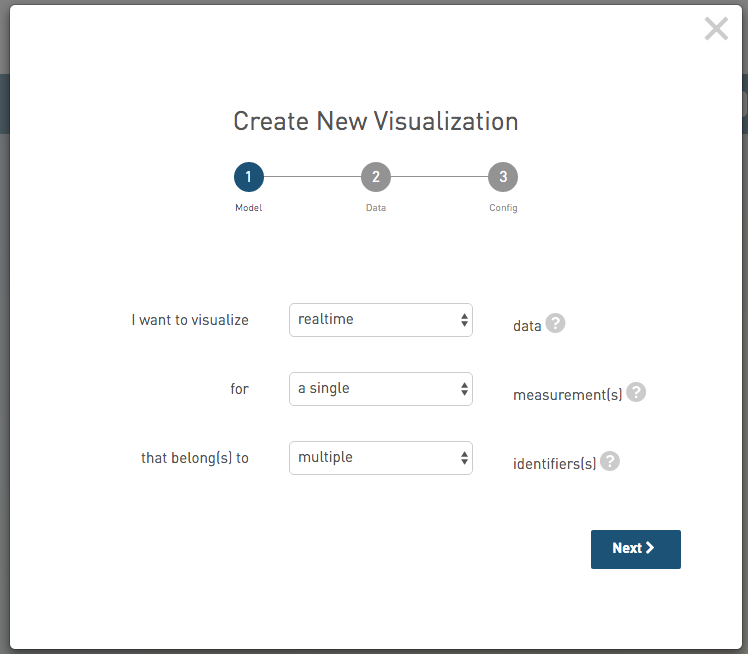 Create New Visualization
1 2 3
Model Data Config
I want to visualize realtime data ?
for a single measurement(s) ?
that belong(s) to multiple identifiers(s) ?
Next